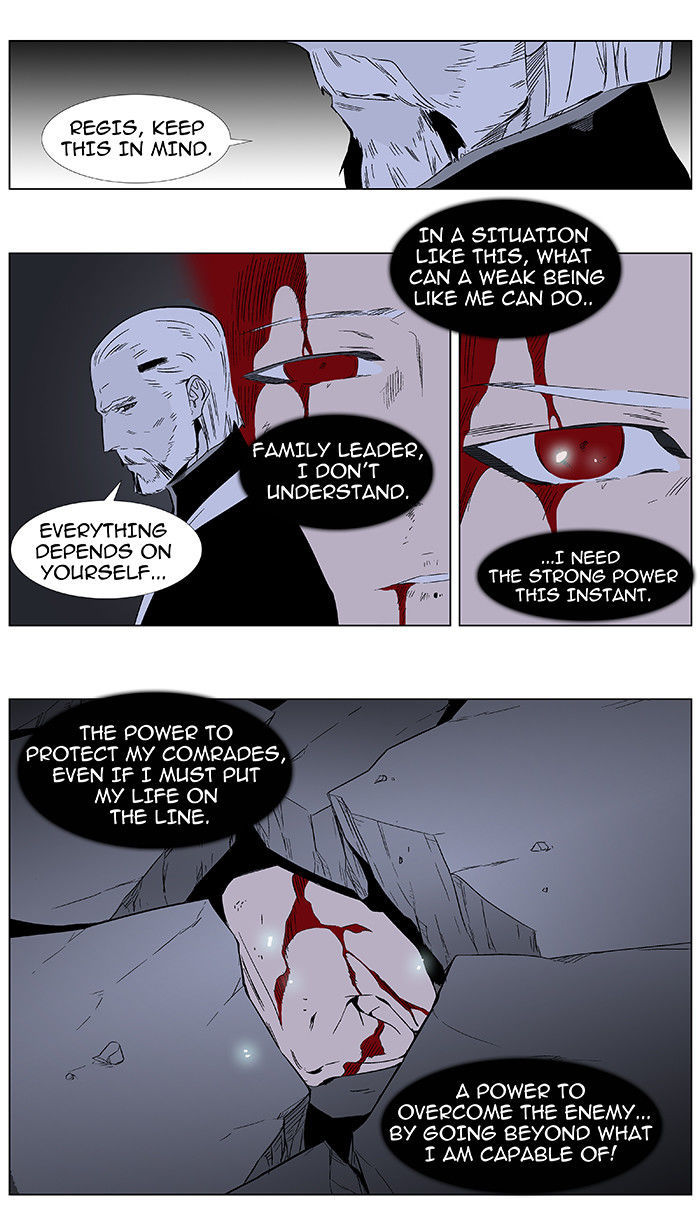 REGIS, KEEP
THIS IN MIND.
IN A SITUATION
LIKE THIS, WHAT
CAN A WEAK BEING
LIKE ME CAN DO..
FAMILY LEADER,
I DON'T
UNDERSTAND.
EVERYTHING
DEPENDS ON
YOURSELF...
...I NEED
THE STRONG POWER
THIS INSTANT.
THE POWER TO
PROTECT MY COMRADES,
EVEN IF I MUST PUT
MY LIFE ON
THE LINE.
A POWER TO
OVERCOME THE ENEMY...
BY GOING BEYOND WHAT
I AM CAPABLE OF!